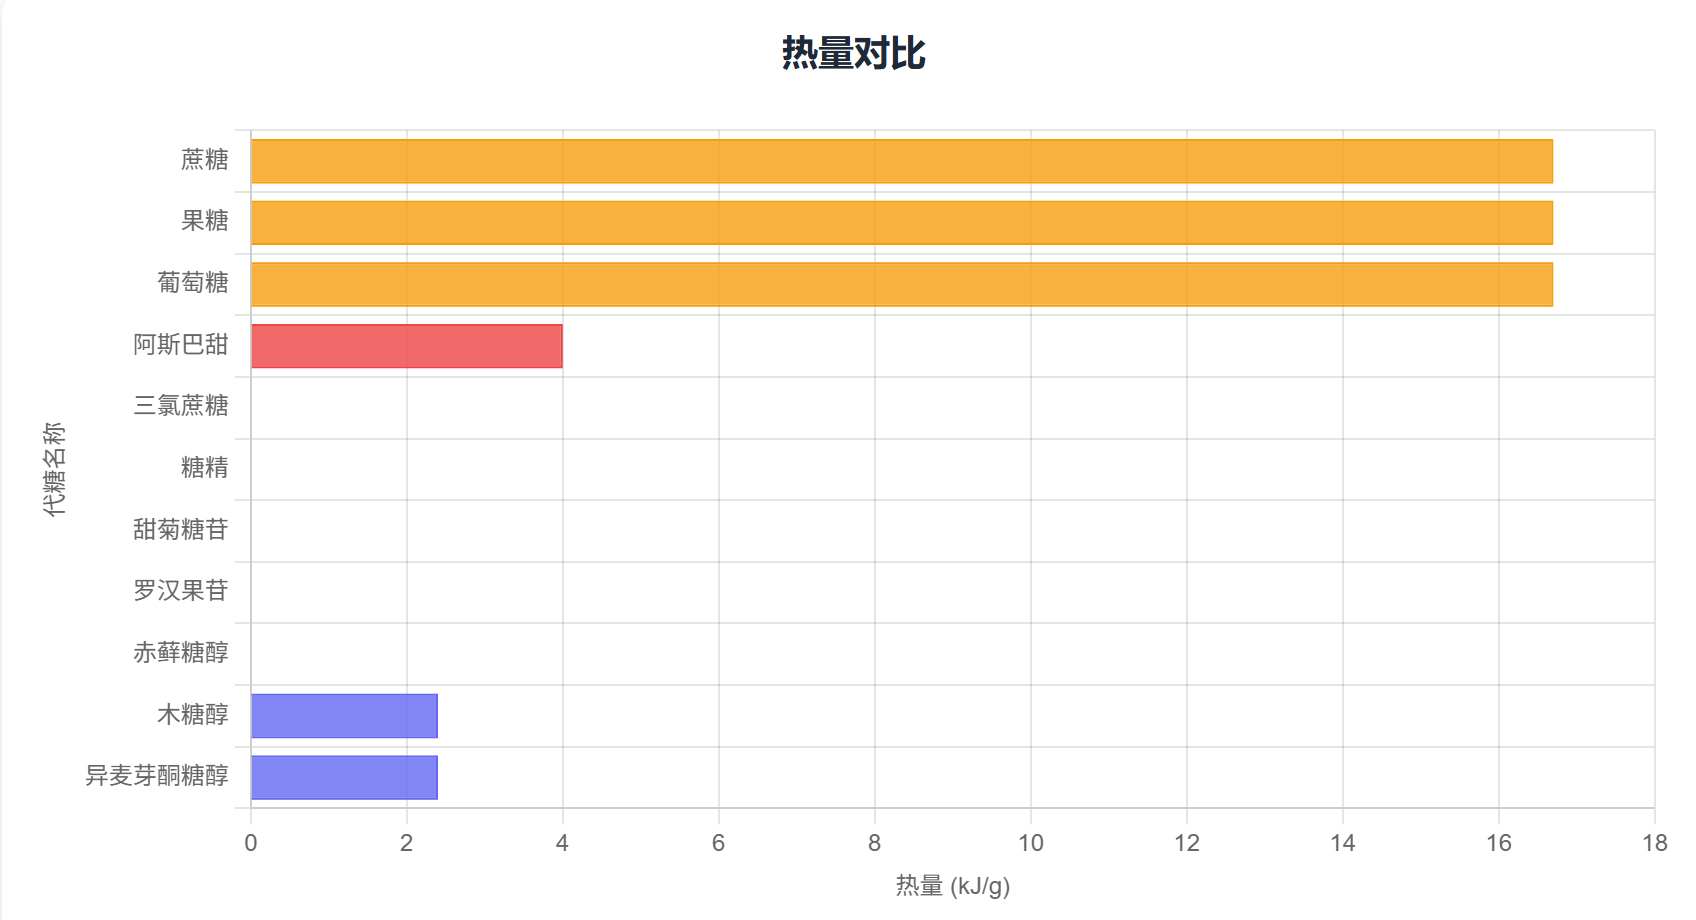 热量对比
蔗糖
果糖
葡萄糖
阿斯巴甜
三氯蔗糖
糖精
甜菊糖苷
罗汉果苷
赤藓糖醇
木糖醇
异麦芽酮糖醇
代糖名称
0 2 4 6 8 10 12 14 16 18
热量 (kJ/g)